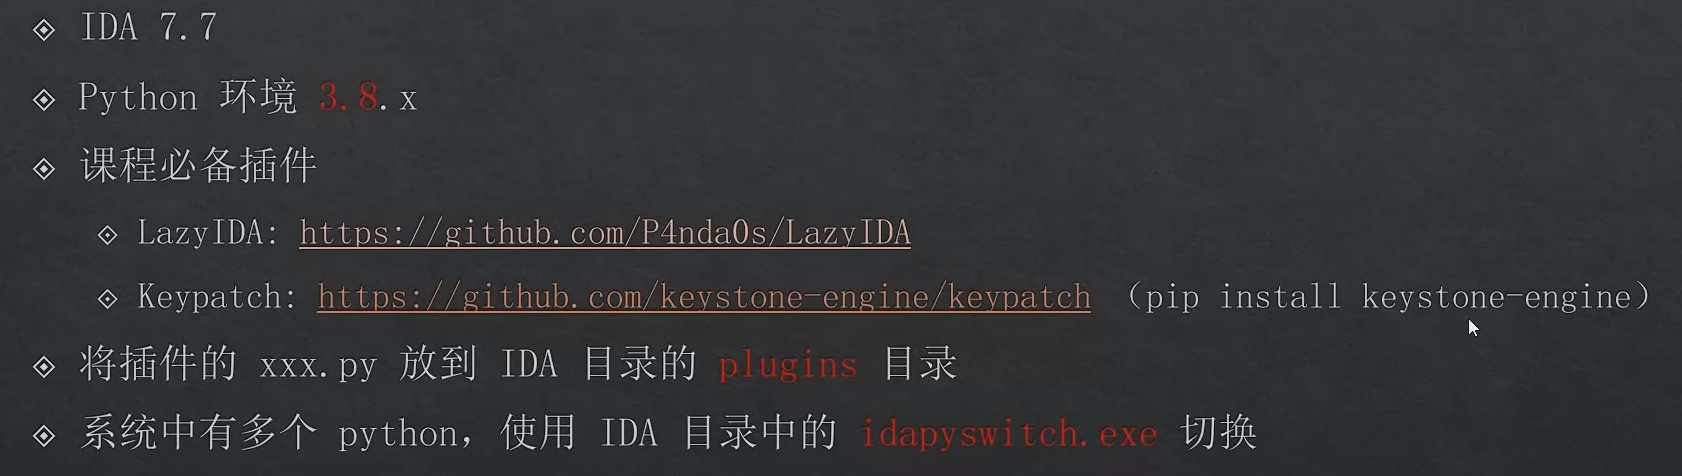 IDA 7.7
Python 环境 3.8.x
课程必备插件
LazyIDA: https://github.com/P4nda0s/LazyIDA
Keypatch: https://github.com/keystone-engine/keypatch （pip install keystone-engine）
将插件的 xxx.py 放到 IDA 目录的 plugins 目录
系统中有多个 python，使用 IDA 目录中的 idapyswitch.exe 切换